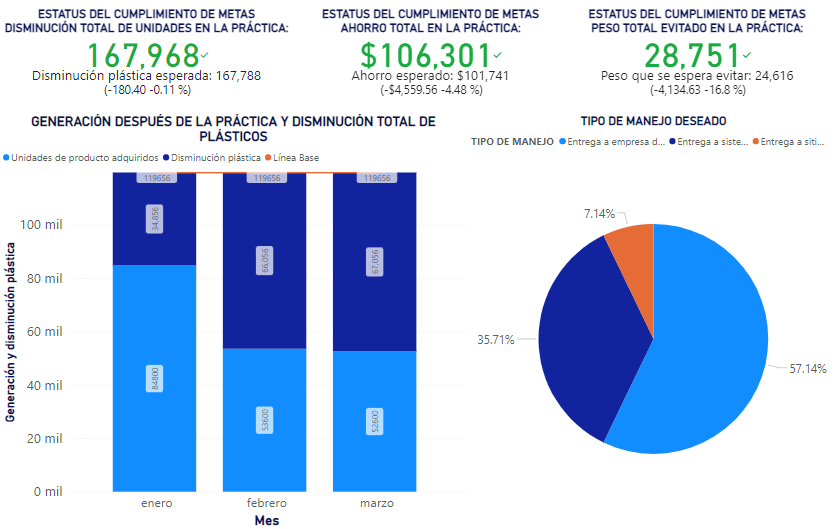 ESTATUS DEL CUMPLIMIENTO DE METAS
DISMINUCIÓN TOTAL DE UNIDADES EN LA PRÁCTICA:
167,968
Disminución plástica esperada: 167,788
(-180.40 -0.11 %)
ESTATUS DEL CUMPLIMIENTO DE METAS
AHORRO TOTAL EN LA PRÁCTICA:
$106,301
Ahorro esperado: $101,741
(-$4,559.56 -4.48 %)
ESTATUS DEL CUMPLIMIENTO DE METAS
PESO TOTAL EVITADO EN LA PRÁCTICA:
28,751
Peso que se espera evitar: 24,616
(-4,134.63 -16.8 %)
GENERACIÓN DESPUÉS DE LA PRÁCTICA Y DISMINUCIÓN TOTAL DE
PLÁSTICOS
Unidades de producto adquiridos Disminución plástica Línea Base
Generación y disminución plástica
100 mil
80 mil
60 mil
40 mil
20 mil
0 mil
119656
119656
119656
34,856
66,056
67,056
84800
53600
52600
enero
febrero
marzo
Mes
TIPO DE MANEJO DESEADO
TIPO DE MANEJO Entrega a empresa d... Entrega a siste... Entrega a siti...
7.14%
35.71%
57.14%